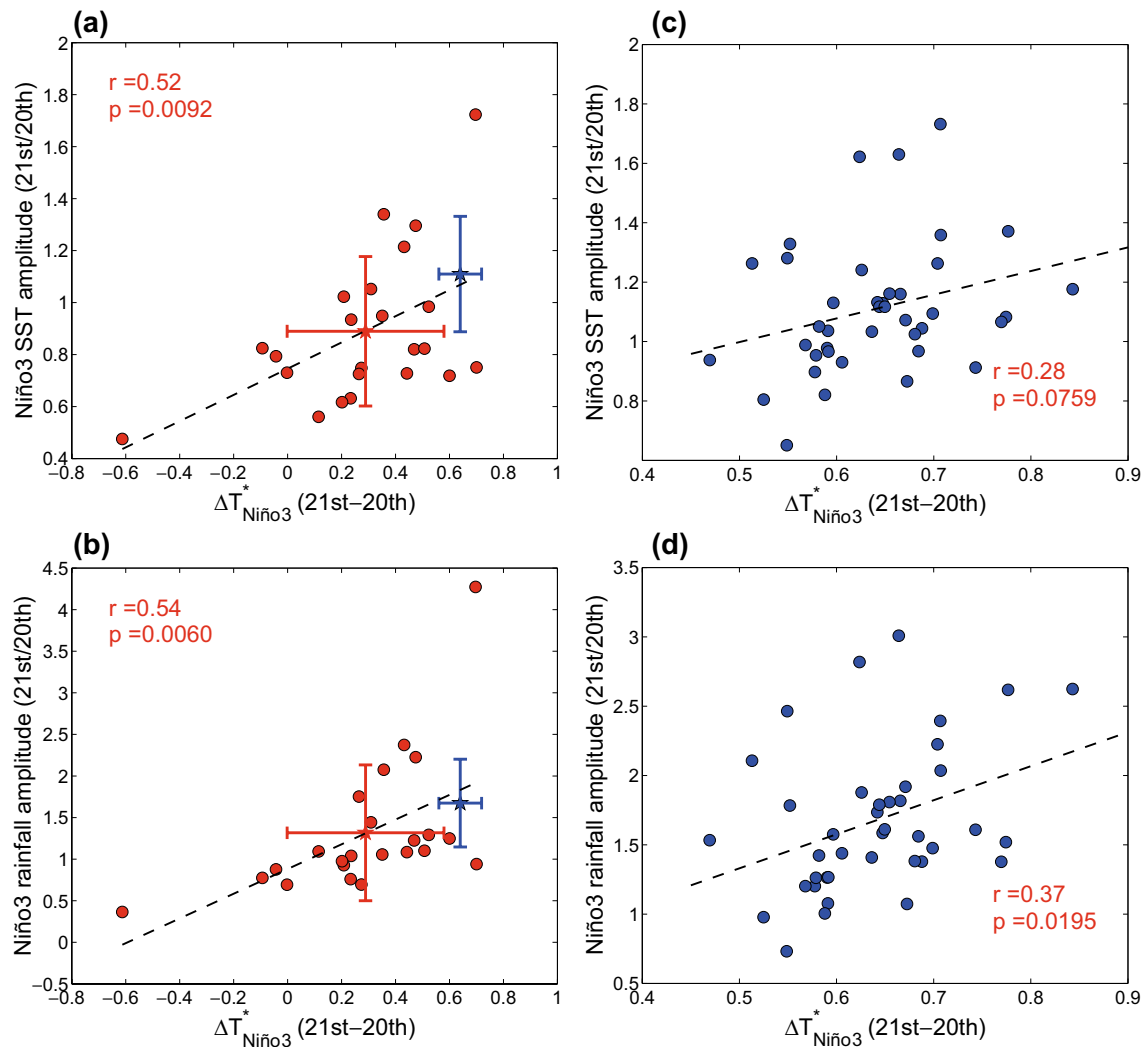 (a)
r =0.52
p =0.0092
Niño3 SST amplitude (21st/20th)
2
1.8
1.6
1.4
1.2
1
0.8
0.6
0.4
−0.8 −0.6 −0.4 −0.2 0 0.2 0.4 0.6 0.8 1
ΔT*Niño3 (21st−20th)
(c)
Niño3 SST amplitude (21st/20th)
2
1.8
1.6
1.4
1.2
1
0.8
r =0.28
p =0.0759
0.4 0.5 0.6 0.7 0.8 0.9
ΔT*Niño3 (21st−20th)
(b)
r =0.54
p =0.0060
Niño3 rainfall amplitude (21st/20th)
4.5
4
3.5
3
2.5
2
1.5
1
0.5
0
−0.5
−0.8 −0.6 −0.4 −0.2 0 0.2 0.4 0.6 0.8 1
ΔT*Niño3 (21st−20th)
(d)
Niño3 rainfall amplitude (21st/20th)
3.5
3
2.5
2
1.5
1
0.5
r =0.37
p =0.0195
0.4 0.5 0.6 0.7 0.8 0.9
ΔT*Niño3 (21st−20th)